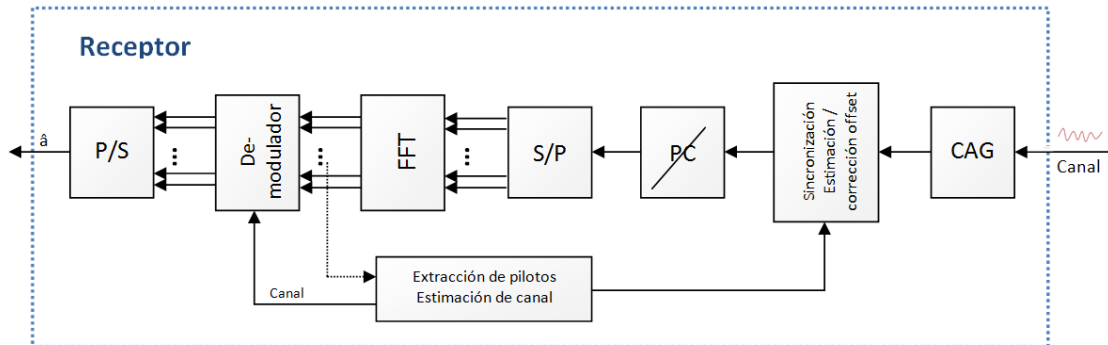 Receptor
â
P/S
De-
modulador
FFT
S/P
PC
Sincronización
Estimación /
corrección offset
CAG
Canal
Extracción de pilotos
Estimación de canal
Canal